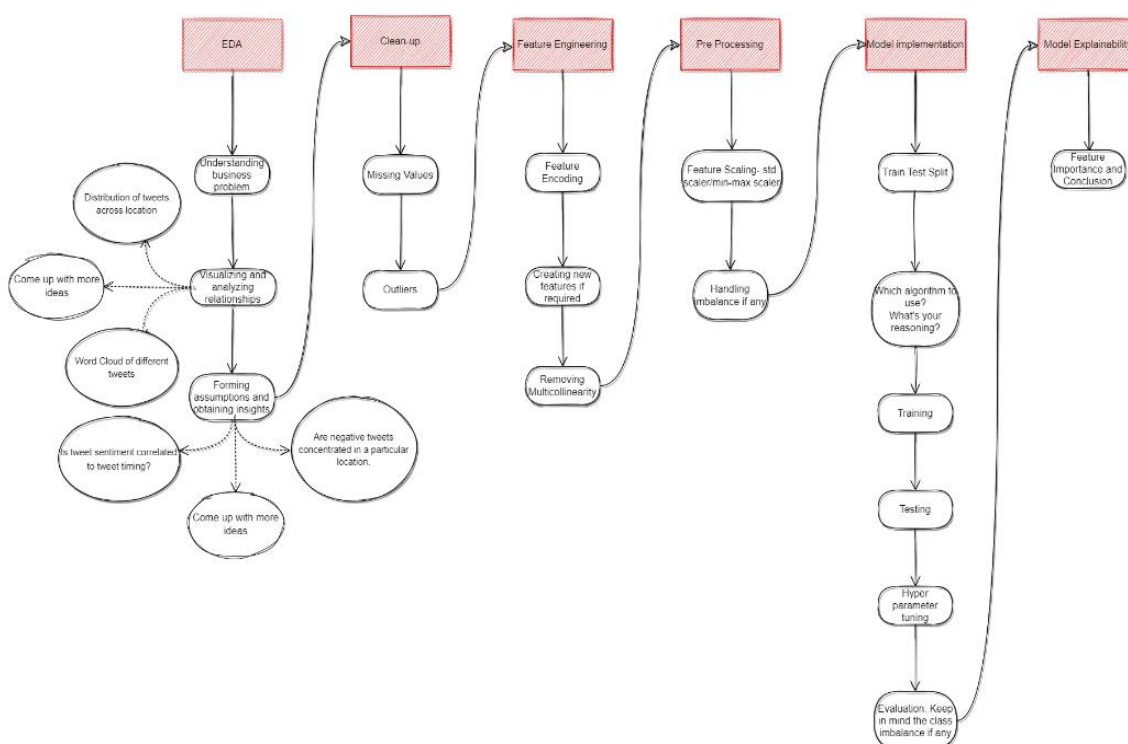 EDA
Clean-up
Feature Engineering
Pre Processing
Model implementation
Model Explainability
Understanding
business
problem
Distribution of tweets
across location
Come up with more
ideas
Visualizing and
analyzing
relationships
Word Cloud of different
tweets
Forming
assumptions and
obtaining insights
Is tweet sentiment correlated
to tweet timing?
Come up with more
ideas
Are negative tweets
concentrated in a particular
location.
Missing Values
Outliers
Feature
Encoding
Creating new
features if
required
Removing
Multicollinearity
Feature Scaling- std
scaler/min-max scaler
Handling
imbalance if any
Train Test Split
Which algorithm to
use?
What's your
reasoning?
Training
Testing
Hyper
parameter
tuning
Evaluation. Keep
in mind the class
imbalance if any
Feature
Importance and
Conclusion